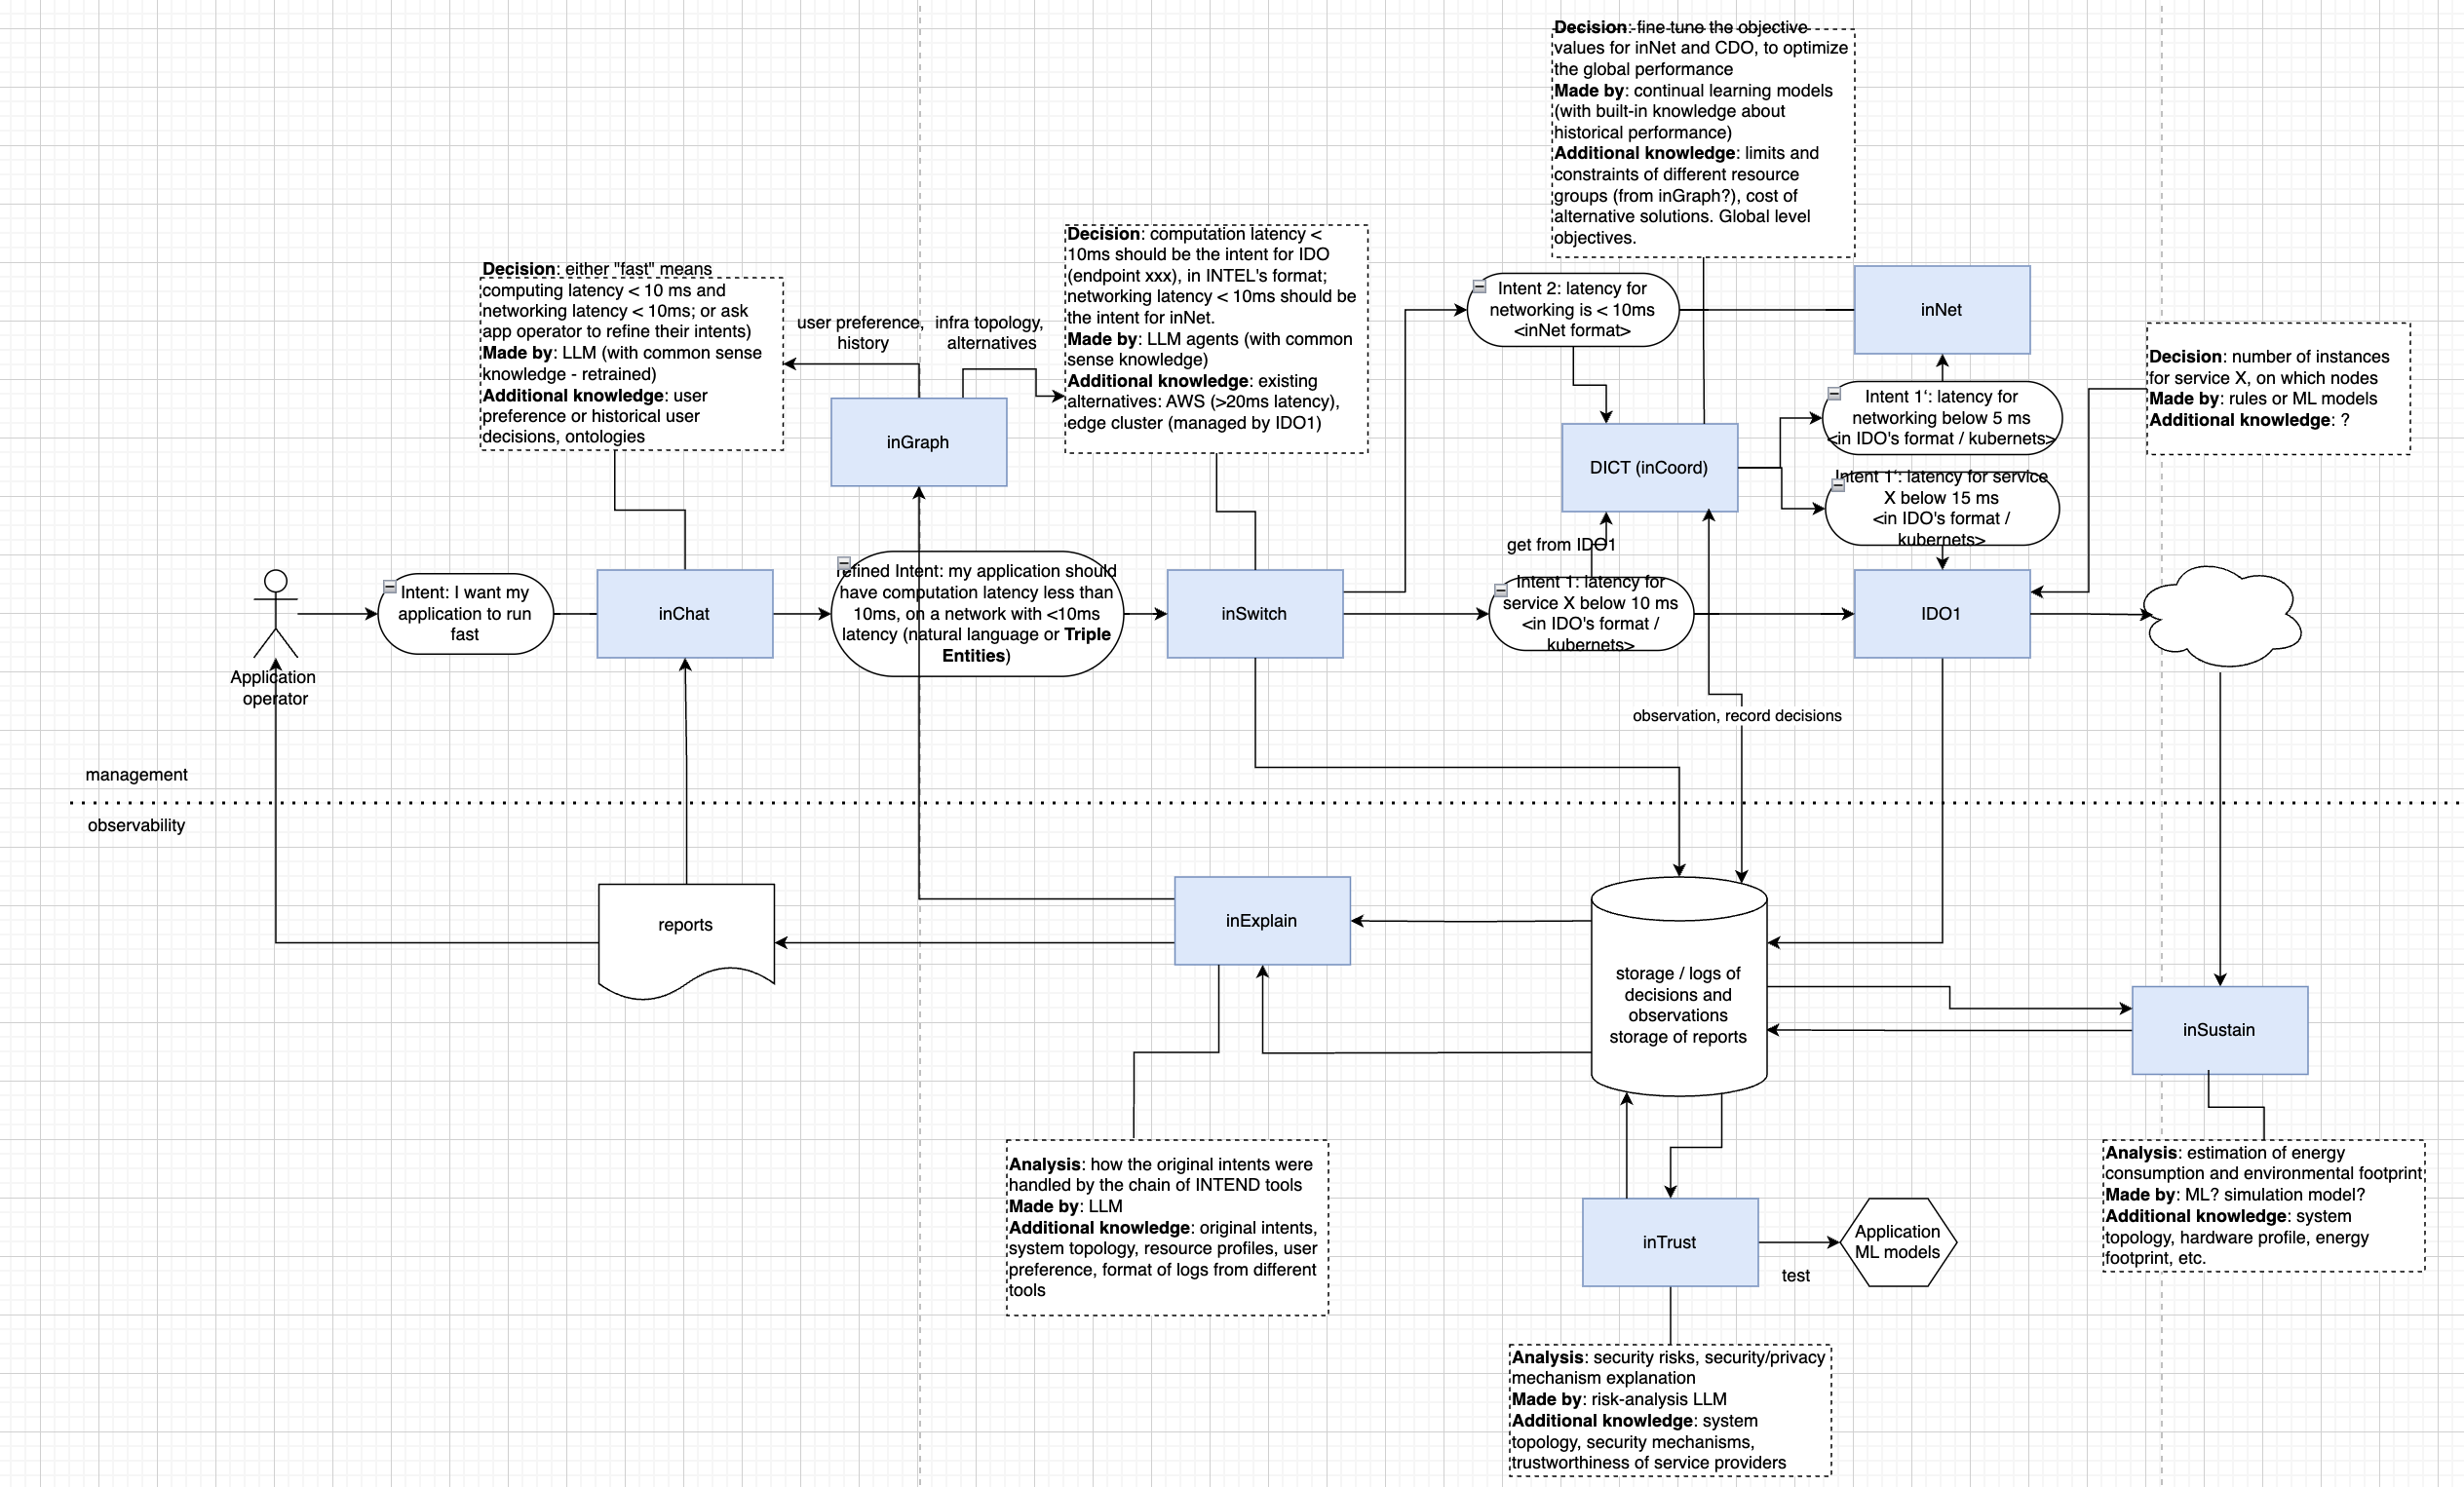 Decision: fine-tune the objective
values for inNet and CDO, to optimize
the global performance
Made by: continual learning models
(with built-in knowledge about
historical performance)
Additional knowledge: limits and
constraints of different resource
groups (from inGraph?), cost of
alternative solutions. Global level
objectives.
Decision: either "fast" means
computing latency < 10 ms and
networking latency < 10ms; or ask
app operator to refine their intents)
Made by: LLM (with common sense
knowledge - retrained)
Additional knowledge: user
preference or historical user
decisions, ontologies
user preference,
history
infra topology,
alternatives
Decision: computation latency <
10ms should be the intent for IDO
(endpoint xxx), in INTEL's format;
networking latency < 10ms should be
the intent for inNet.
Made by: LLM agents (with common
sense knowledge)
Additional knowledge: existing
alternatives: AWS (>20ms latency),
edge cluster (managed by IDO1)
Intent 2: latency for
networking is < 10ms
<inNet format>
inNet
Decision: number of instances
for service X, on which nodes
Made by: rules or ML models
Additional knowledge: ?
inGraph
DICT (inCoord)
Intent 1‘: latency for
networking below 5 ms
<in IDO's format / kubernets>
Intent 1‘: latency for service
X below 15 ms
<in IDO's format /
kubernets>
get from IDO1
Application
operator
Intent: I want my
application to run
fast
inChat
refined Intent: my application should
have computation latency less than
10ms, on a network with <10ms
latency (natural language or Triple
Entities)
inSwitch
Intent 1: latency for
service X below 10 ms
<in IDO's format /
kubernets>
IDO1
observation, record decisions
management
observability
reports
inExplain
storage / logs of
decisions and
observations
storage of reports
inSustain
Analysis: how the original intents were
handled by the chain of INTEND tools
Made by: LLM
Additional knowledge: original intents,
system topology, resource profiles, user
preference, format of logs from different
tools
Analysis: estimation of energy
consumption and environmental footprint
Made by: ML? simulation model?
Additional knowledge: system
topology, hardware profile, energy
footprint, etc.
inTrust
test
Application
ML models
Analysis: security risks, security/privacy
mechanism explanation
Made by: risk-analysis LLM
Additional knowledge: system
topology, security mechanisms,
trustworthiness of service providers